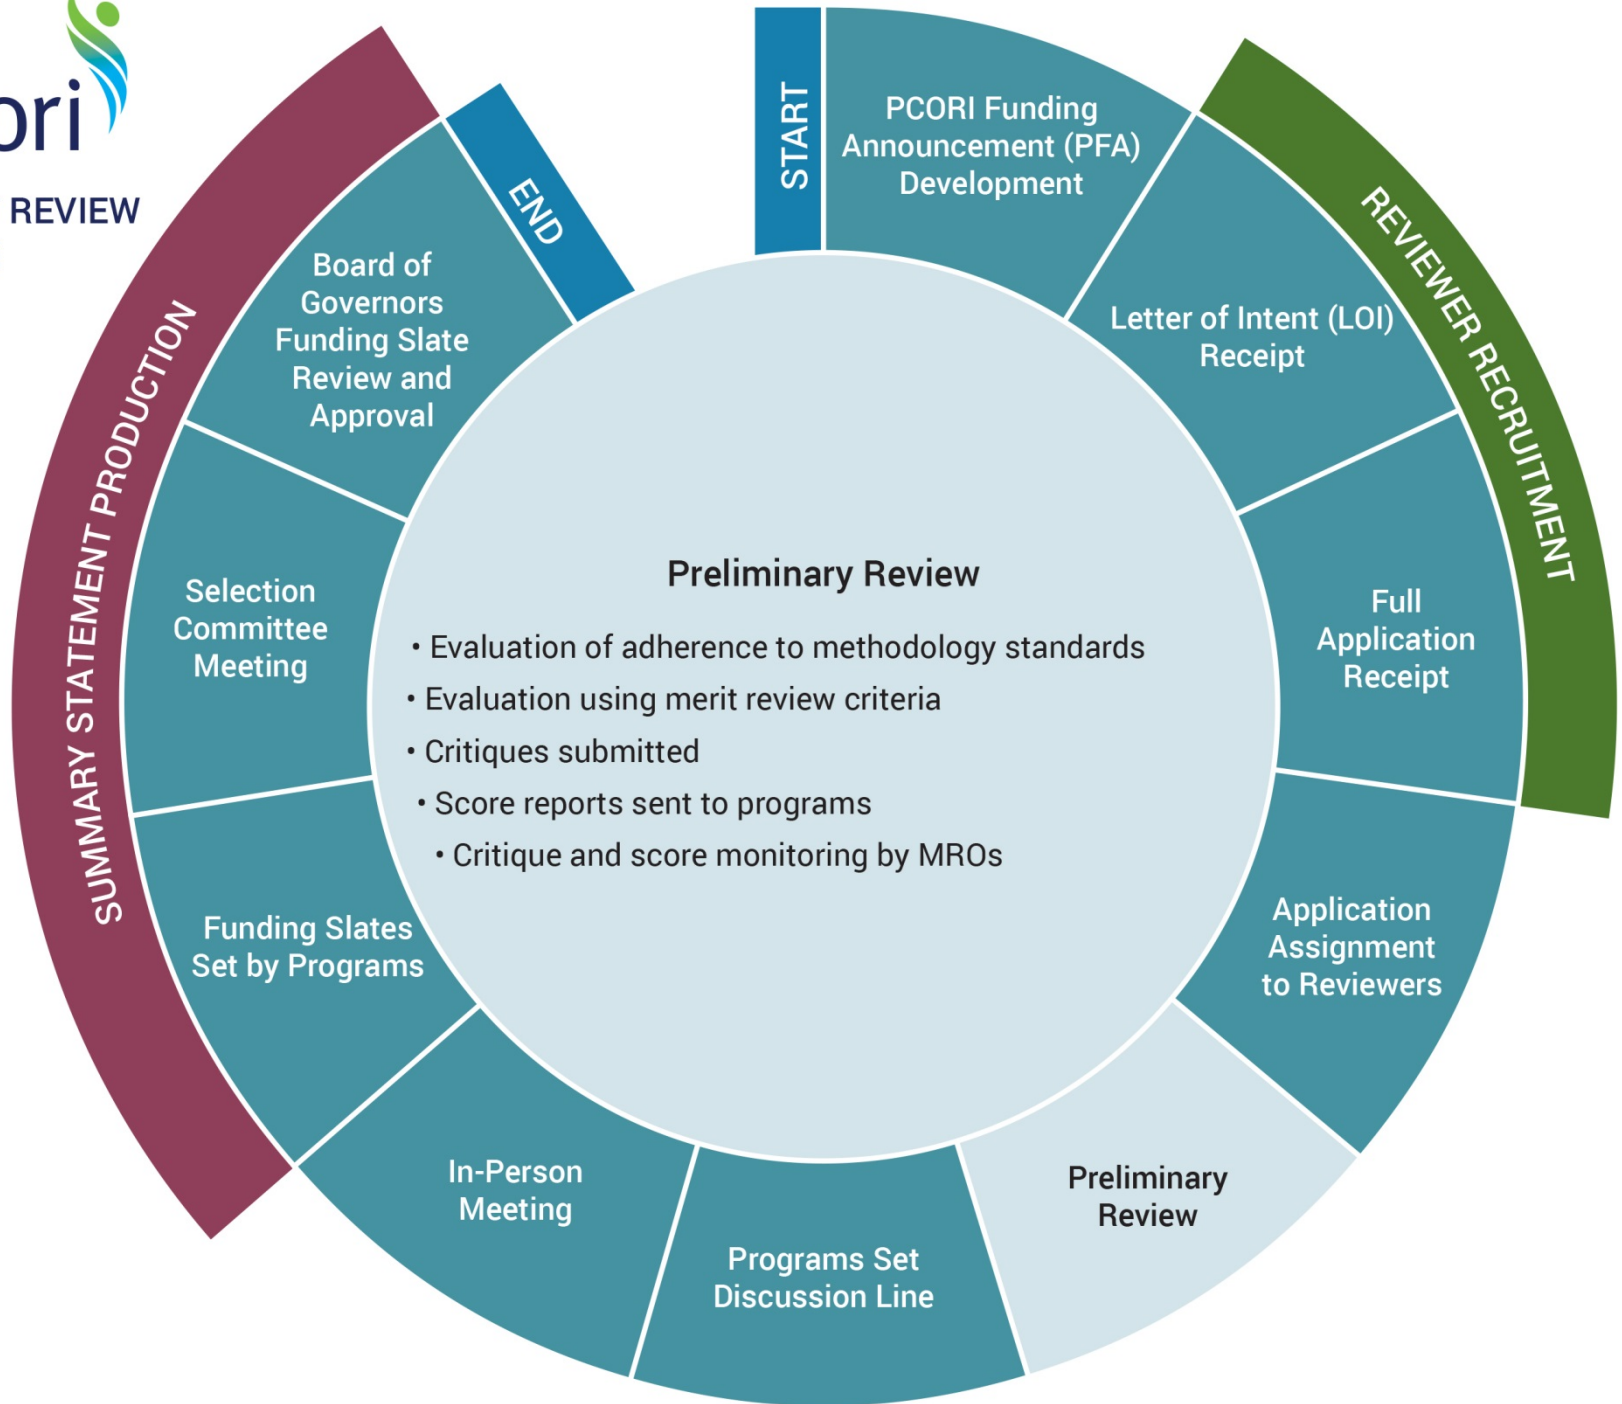 ori
REVIEW
START
PCORI Funding
Announcement (PFA)
Development
REVIEWER RECRUITMENT
Letter of Intent (LOI)
Receipt
Full
Application
Receipt
Application
Assignment
to Reviewers
Preliminary
Review
Programs Set
Discussion Line
In-Person
Meeting
SUMMARY STATEMENT PRODUCTION
Funding Slates
Set by Programs
Selection
Committee
Meeting
Board of
Governors
Funding Slate
Review and
Approval
END
Preliminary Review
• Evaluation of adherence to methodology standards
• Evaluation using merit review criteria
• Critiques submitted
• Score reports sent to programs
• Critique and score monitoring by MROs